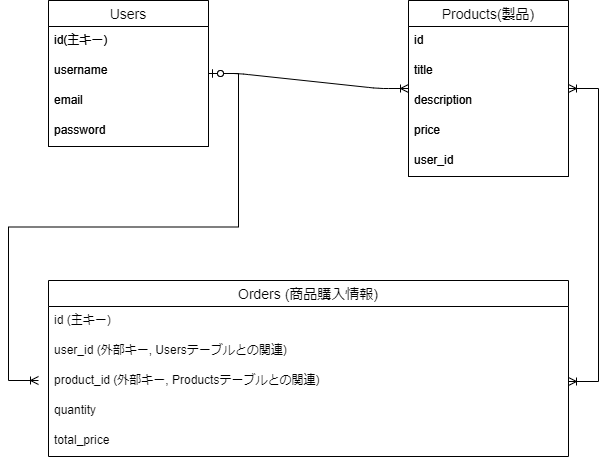 Users
id(主キー)
username
email
password
Products(製品)
id
title
description
price
user_id
Orders (商品購入情報)
id (主キー)
user_id (外部キー, Usersテーブルとの関連)
product_id (外部キー, Productsテーブルとの関連)
quantity
total_price